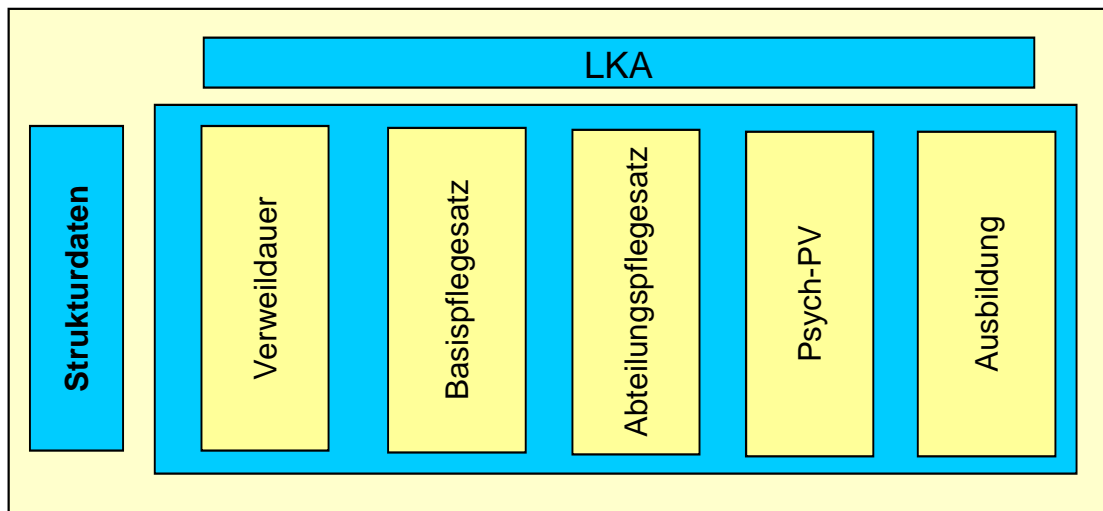 LKA
Strukturdaten
Verweildauer
Basispflegesatz
Abteilungspflegesatz
Psych-PV
Ausbildung